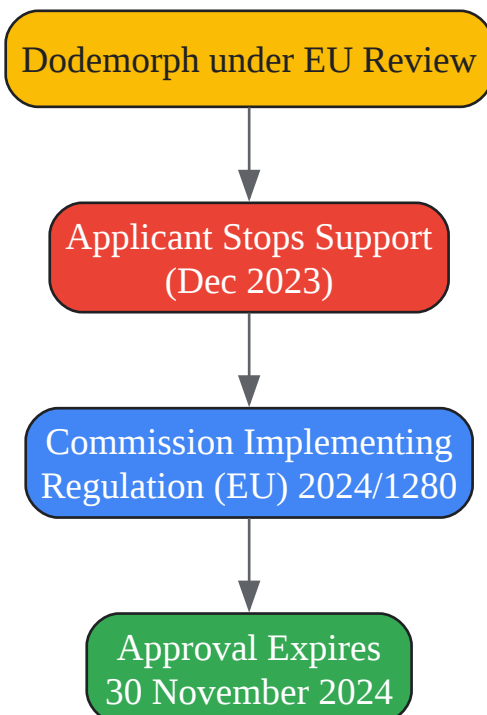 Dodemorph under EU Review
Applicant Stops Support
(Dec 2023)
Commission Implementing
Regulation (EU) 2024/1280
Approval Expires
30 November 2024